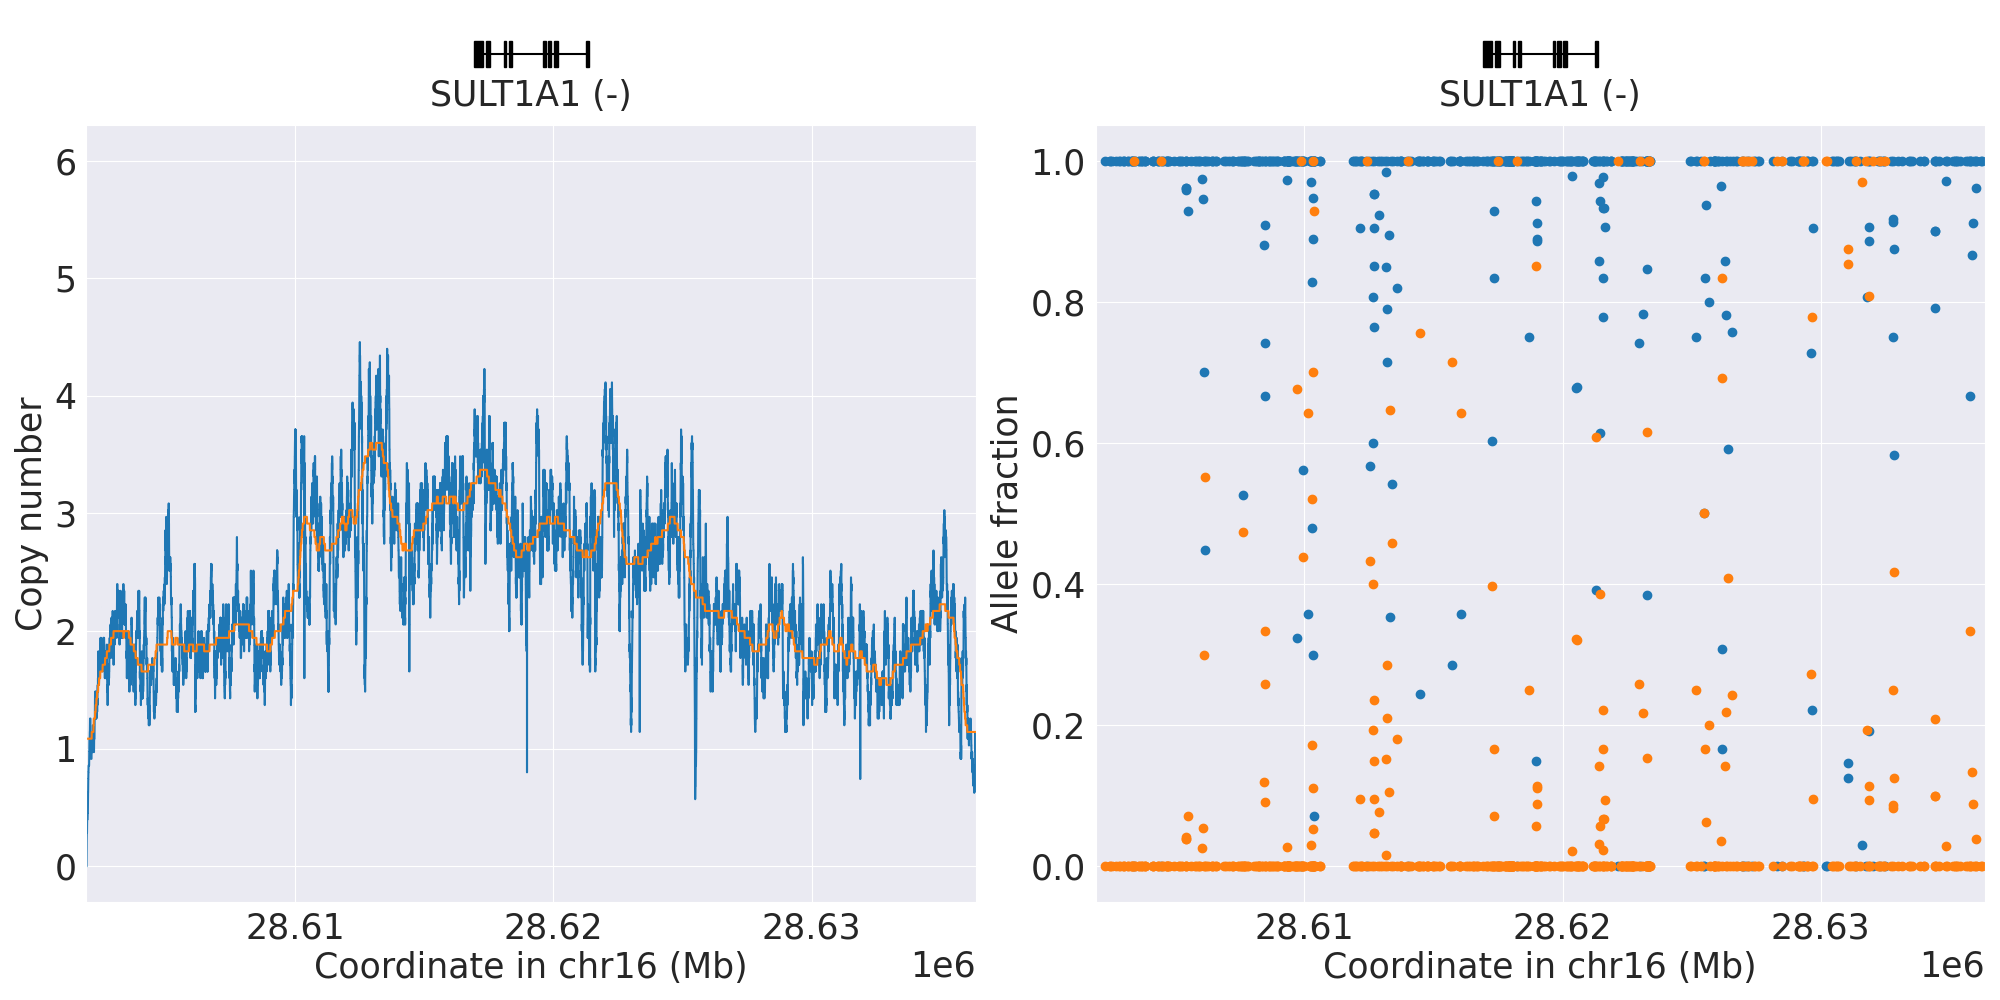 SULT1A1 (-)
Copy number
6
5
4
3
2
1
0
28.61
28.62
28.63
Coordinate in chr16 (Mb)
1e6
SULT1A1 (-)
Allele fraction
1.0
0.8
0.6
0.4
0.2
0.0
28.61
28.62
28.63
Coordinate in chr16 (Mb)
1e6